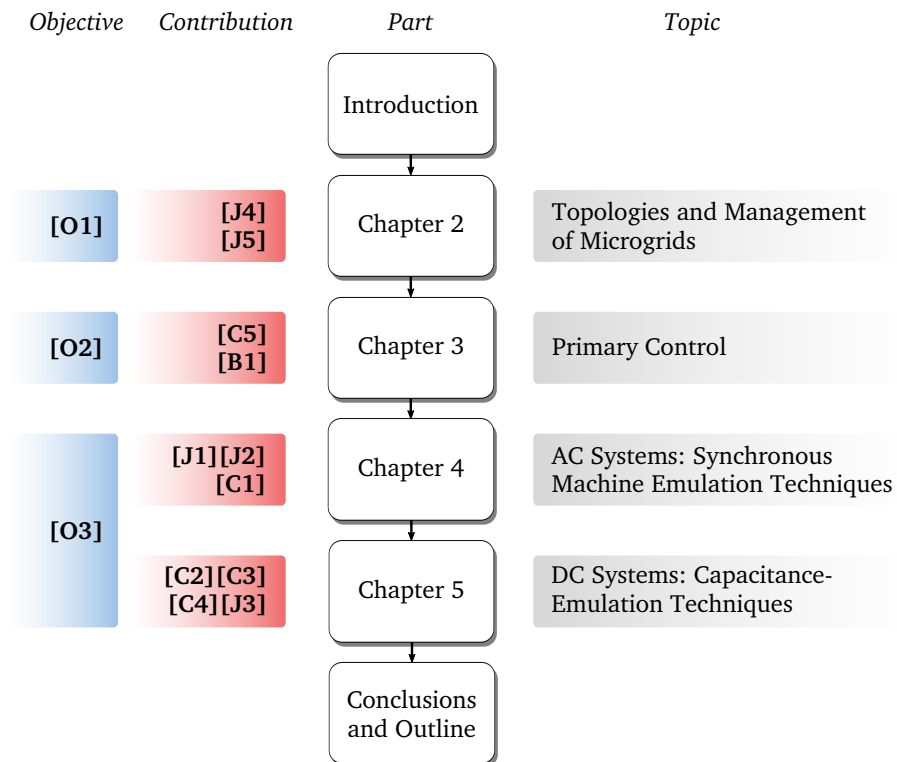 Objective Contribution Part Topic
Introduction
[O1]
[J4]
[J5]
Chapter 2
Topologies and Management
of Microgrids
[O2]
[C5]
[B1]
Chapter 3
Primary Control
[O3]
[J1][J2]
[C1]
Chapter 4
AC Systems: Synchronous
Machine Emulation Techniques
[C2][C3]
[C4][J3]
Chapter 5
DC Systems: Capacitance-
Emulation Techniques
Conclusions
and Outline